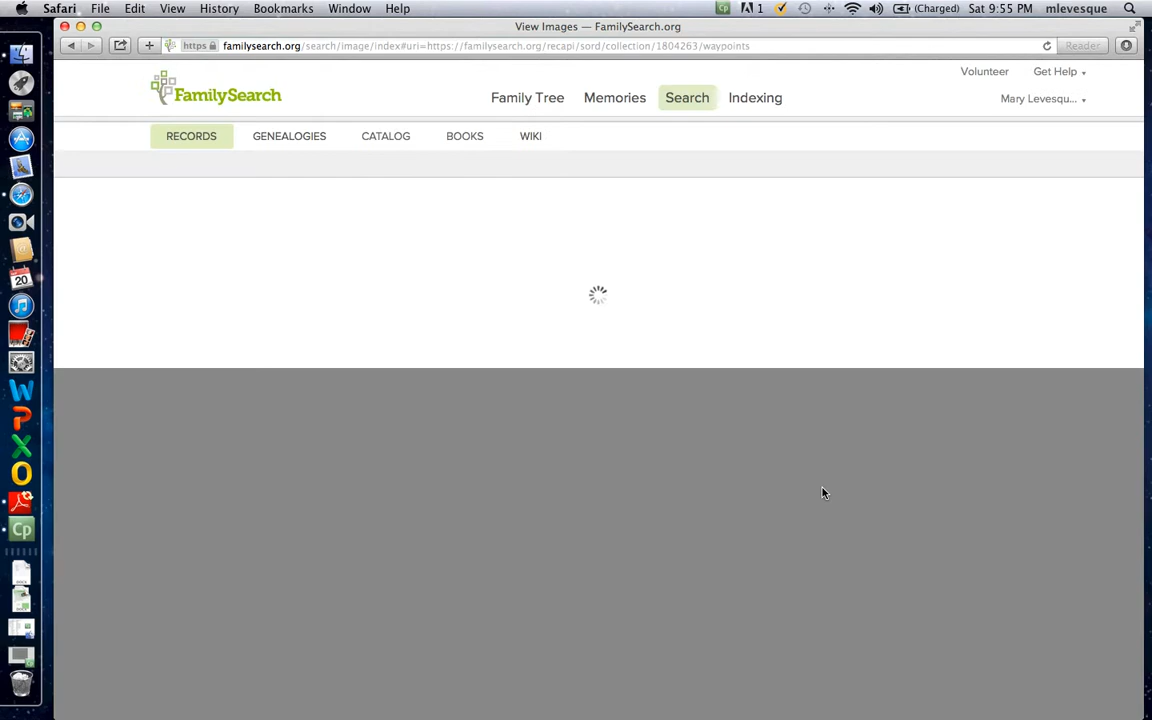 Safari File Edit View History Bookmarks Window Help 1 (Charged) Sat 9:55 PM mlevesque
View Images — FamilySearch.org
https familysearch.org/search/image/index#uri=https://familysearch.org/recapi/sord/collection/1804263/waypoints Reader
Volunteer Get Help
FamilySearch Family Tree Memories Search Indexing Mary Levesqu...
RECORDS GENEALOGIES CATALOG BOOKS WIKI
20
W
P
X
O
Cp